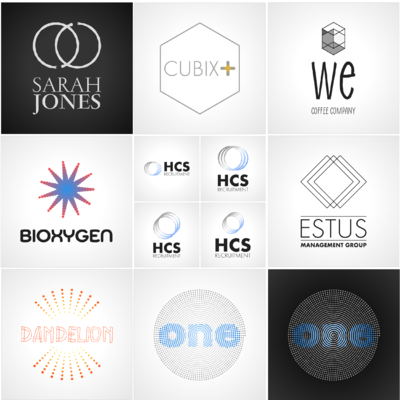 SARAH
JONES
CUBIX+
We
COFFEE COMPANY
BIOXYGEN
HCS
RECRUITMENT
HCS
RECRUITMENT
HCS
RECRUITMENT
HCS
RECRUITMENT
ESTUS
MANAGEMENT GROUP
DANDELION
one
one